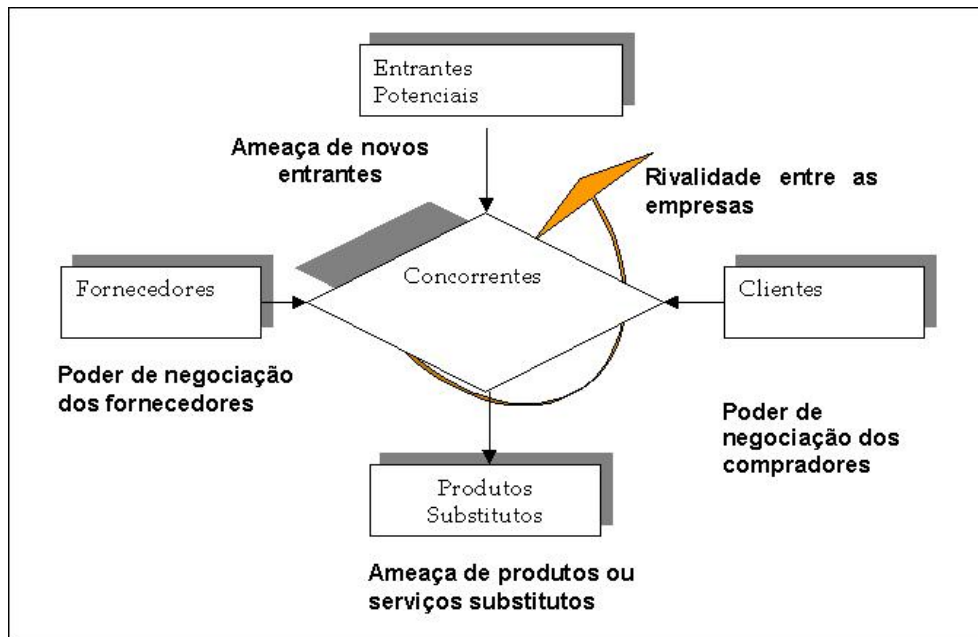 Entrantes
Potenciais
Ameaça de novos
entrantes
Rivalidade entre as
empresas
Fornecedores
Concorrentes
Clientes
Poder de negociação
dos fornecedores
Poder de
negociação dos
compradores
Produtos
Substitutos
Ameaça de produtos ou
serviços substitutos